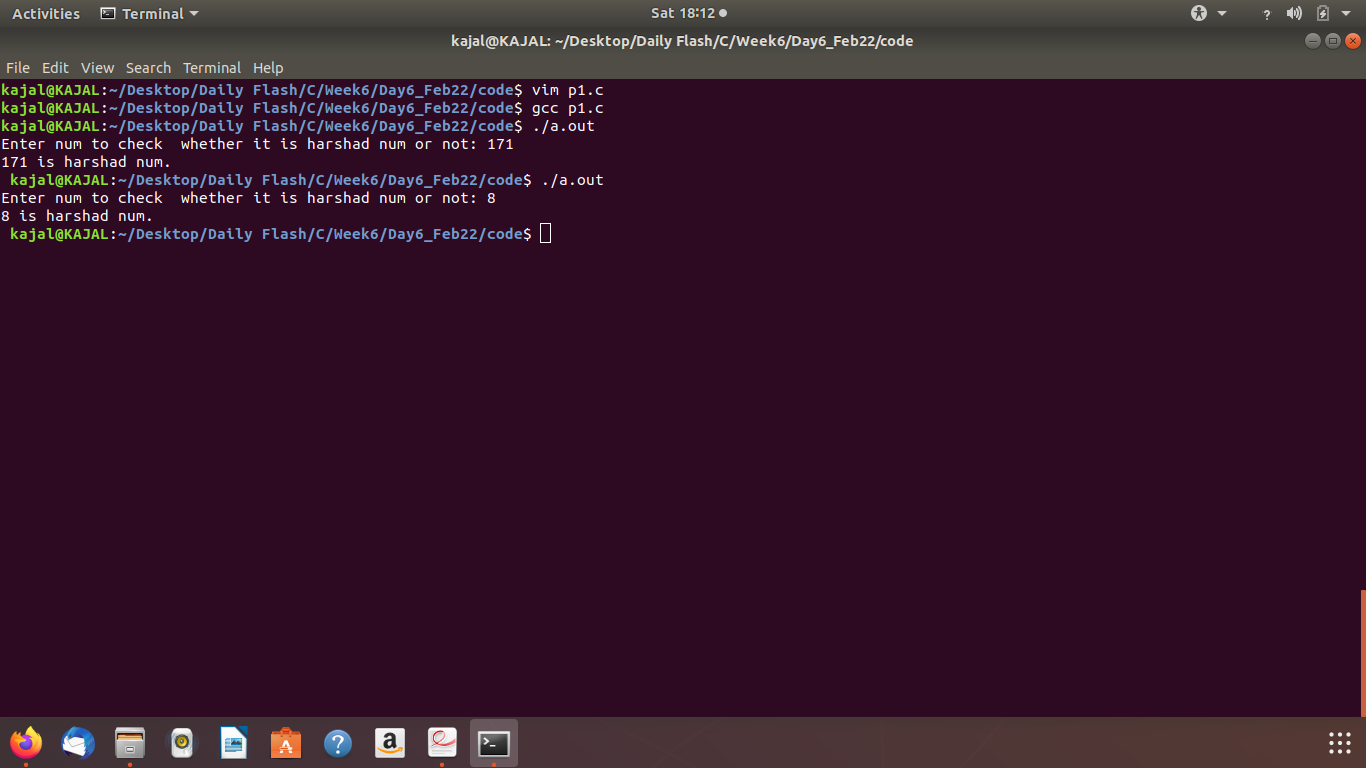 Activities Terminal Sat 18:12
kajal@KAJAL: ~/Desktop/Daily Flash/C/Week6/Day6_Feb22/code
File Edit View Search Terminal Help
kajal@KAJAL:~/Desktop/Daily Flash/C/Week6/Day6_Feb22/code$ vim p1.c
kajal@KAJAL:~/Desktop/Daily Flash/C/Week6/Day6_Feb22/code$ gcc p1.c
kajal@KAJAL:~/Desktop/Daily Flash/C/Week6/Day6_Feb22/code$ ./a.out
Enter num to check  whether it is harshad num or not: 171
171 is harshad num.
 kajal@KAJAL:~/Desktop/Daily Flash/C/Week6/Day6_Feb22/code$ ./a.out
Enter num to check  whether it is harshad num or not: 8
8 is harshad num.
 kajal@KAJAL:~/Desktop/Daily Flash/C/Week6/Day6_Feb22/code$